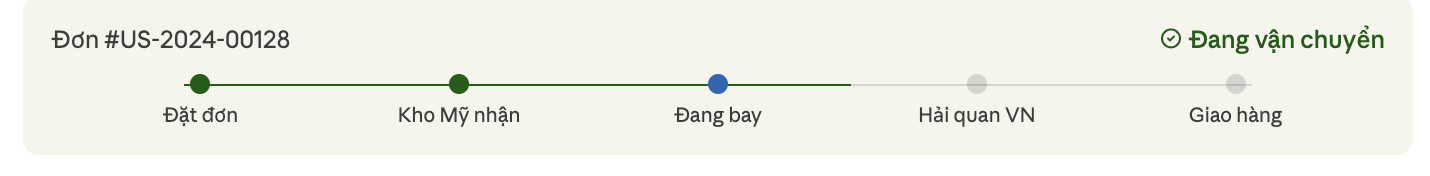 Đơn #US-2024-00128
Đang vận chuyển
Đặt đơn
Kho Mỹ nhận
Đang bay
Hải quan VN
Giao hàng